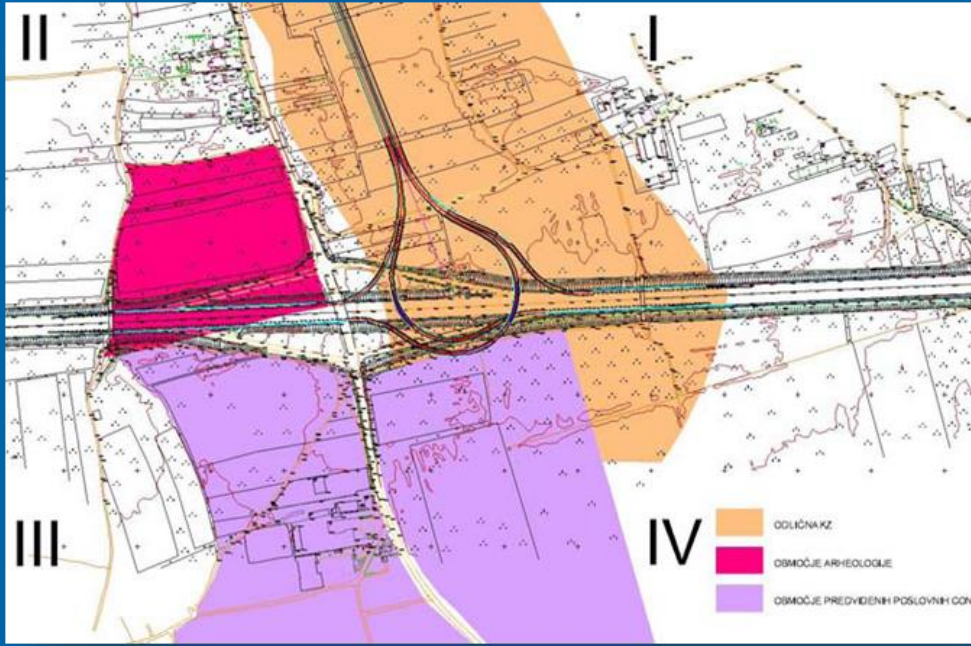 II
I
III
IV
ODLIČNA KZ
OBMOČJE ARHEOLOGIJE
OBMOČJE PREDVIDENIH POSLOVNIH CON